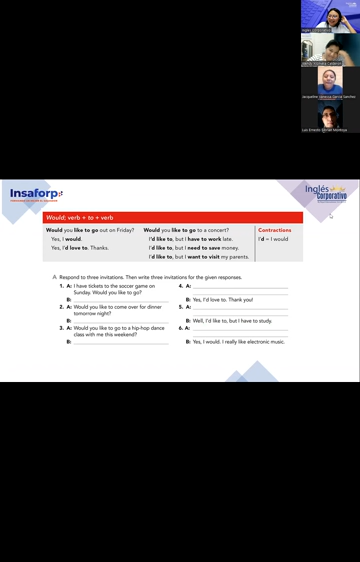 Insaforp
Inglés
Corporativo
Would; verb + to + verb
Would you like to go out on Friday?
Yes, I would.
Yes, I'd love to. Thanks.
Would you like to go to a concert?
I'd like to, but I have to work late.
I'd like to, but I need to save money.
I'd like to, but I want to visit my parents.
Contractions
I'd = I would
A Respond to three invitations. Then write three invitations for the given responses.
1. A: I have tickets to the soccer game on
Sunday. Would you like to go?
B:
2. A: Would you like to come over for dinner
tomorrow night?
B:
3. A: Would you like to go to a hip-hop dance
class with me this weekend?
B:
4. A:
B: Yes, I'd love to. Thank you!
5. A:
B: Well, I'd like to, but I have to study.
6. A:
B: Yes, I would. I really like electronic music.